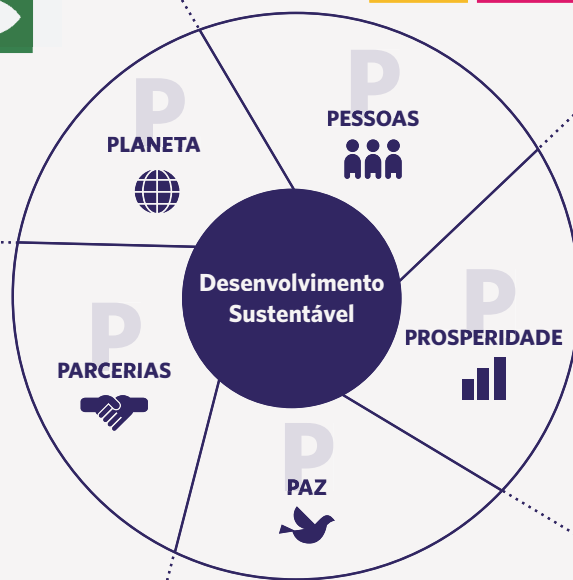 P
PESSOAS
P
PLANETA
Desenvolvimento
Sustentável
P
PROSPERIDADE
P
PARCERIAS
P
PAZ